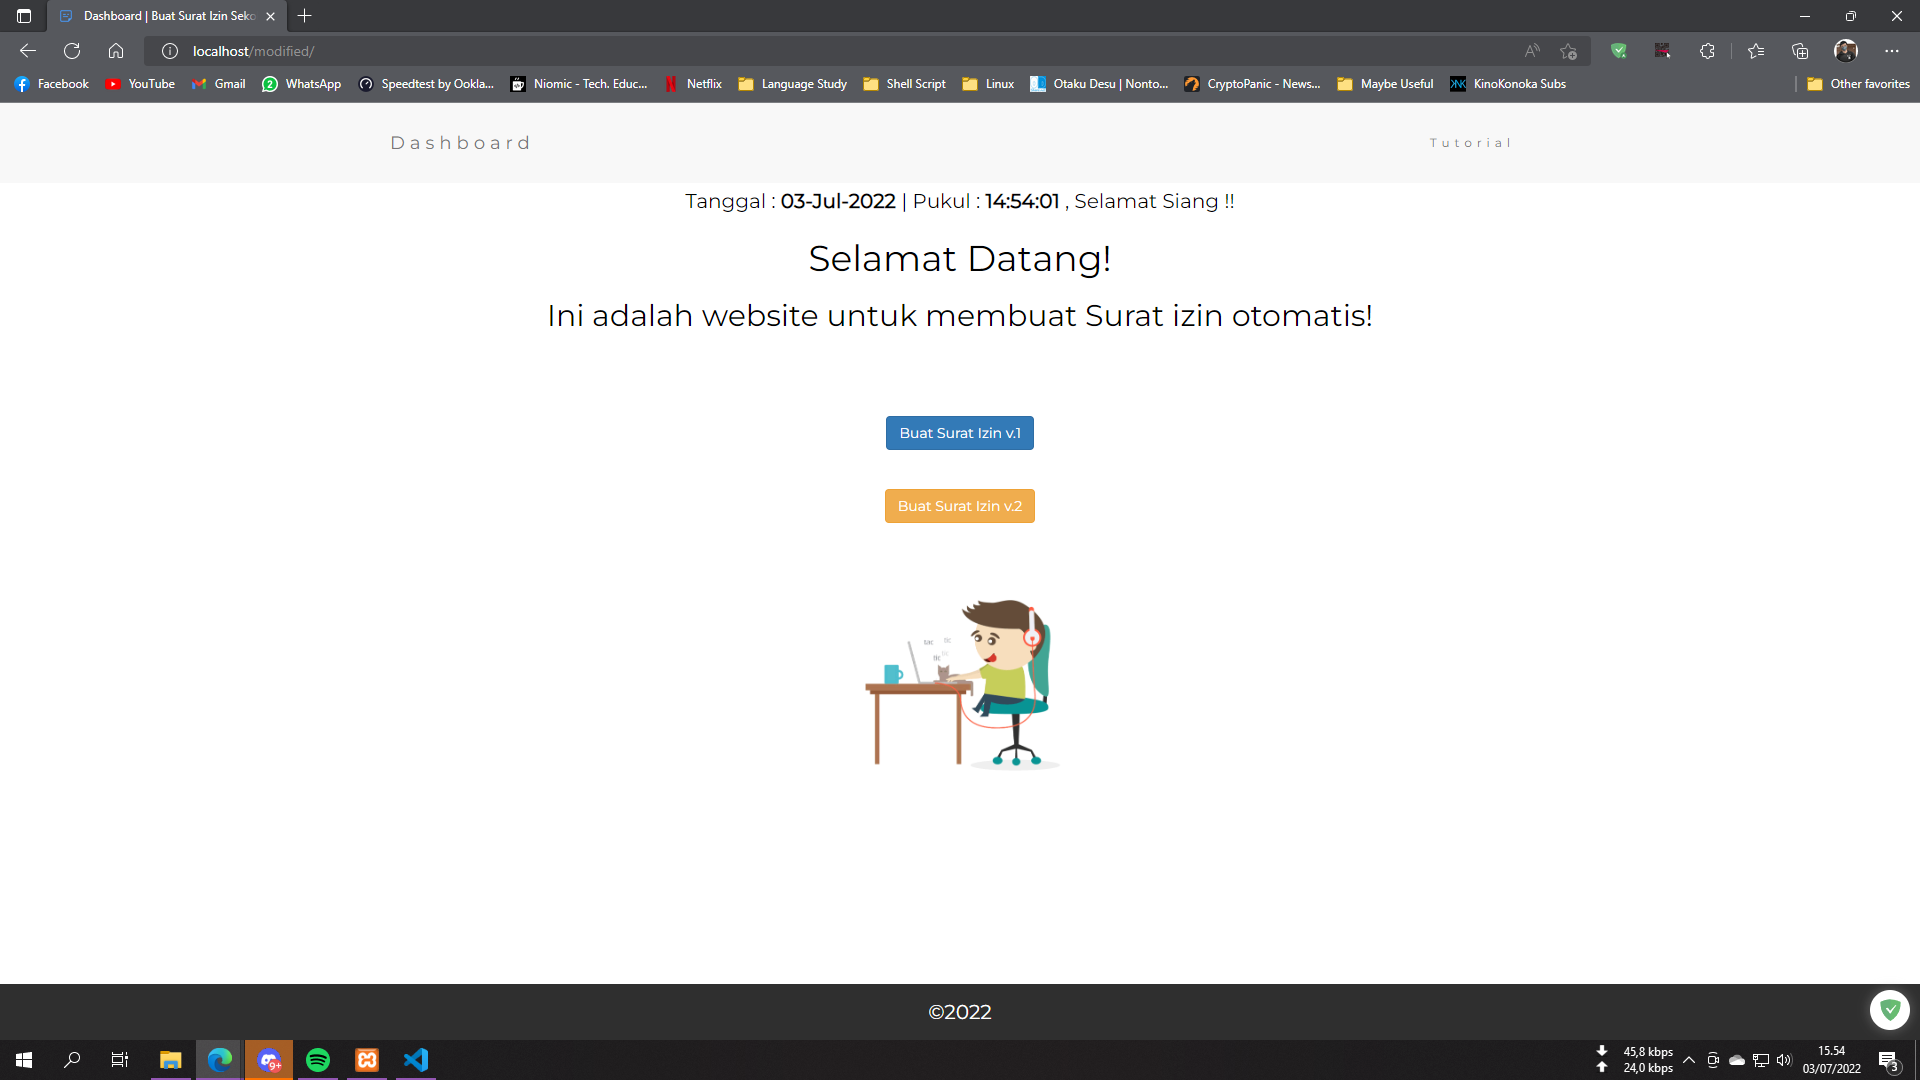 Dashboard | Buat Surat Izin Seko
localhost/modified/
Facebook YouTube Gmail WhatsApp Speedtest by Ookla... Niomic - Tech. Educ... Netflix Language Study Shell Script Linux Otaku Desu | Nonto... CryptoPanic - News... Maybe Useful KinoKonoka Subs Other favorites
Dashboard Tutorial
Tanggal : 03-Jul-2022 | Pukul : 14:54:01 , Selamat Siang !!
Selamat Datang!
Ini adalah website untuk membuat Surat izin otomatis!
Buat Surat Izin v.1
Buat Surat Izin v.2
tac tic
tic
©2022
45,8 kbps 15.54
24,0 kbps 03/07/2022 3
9+